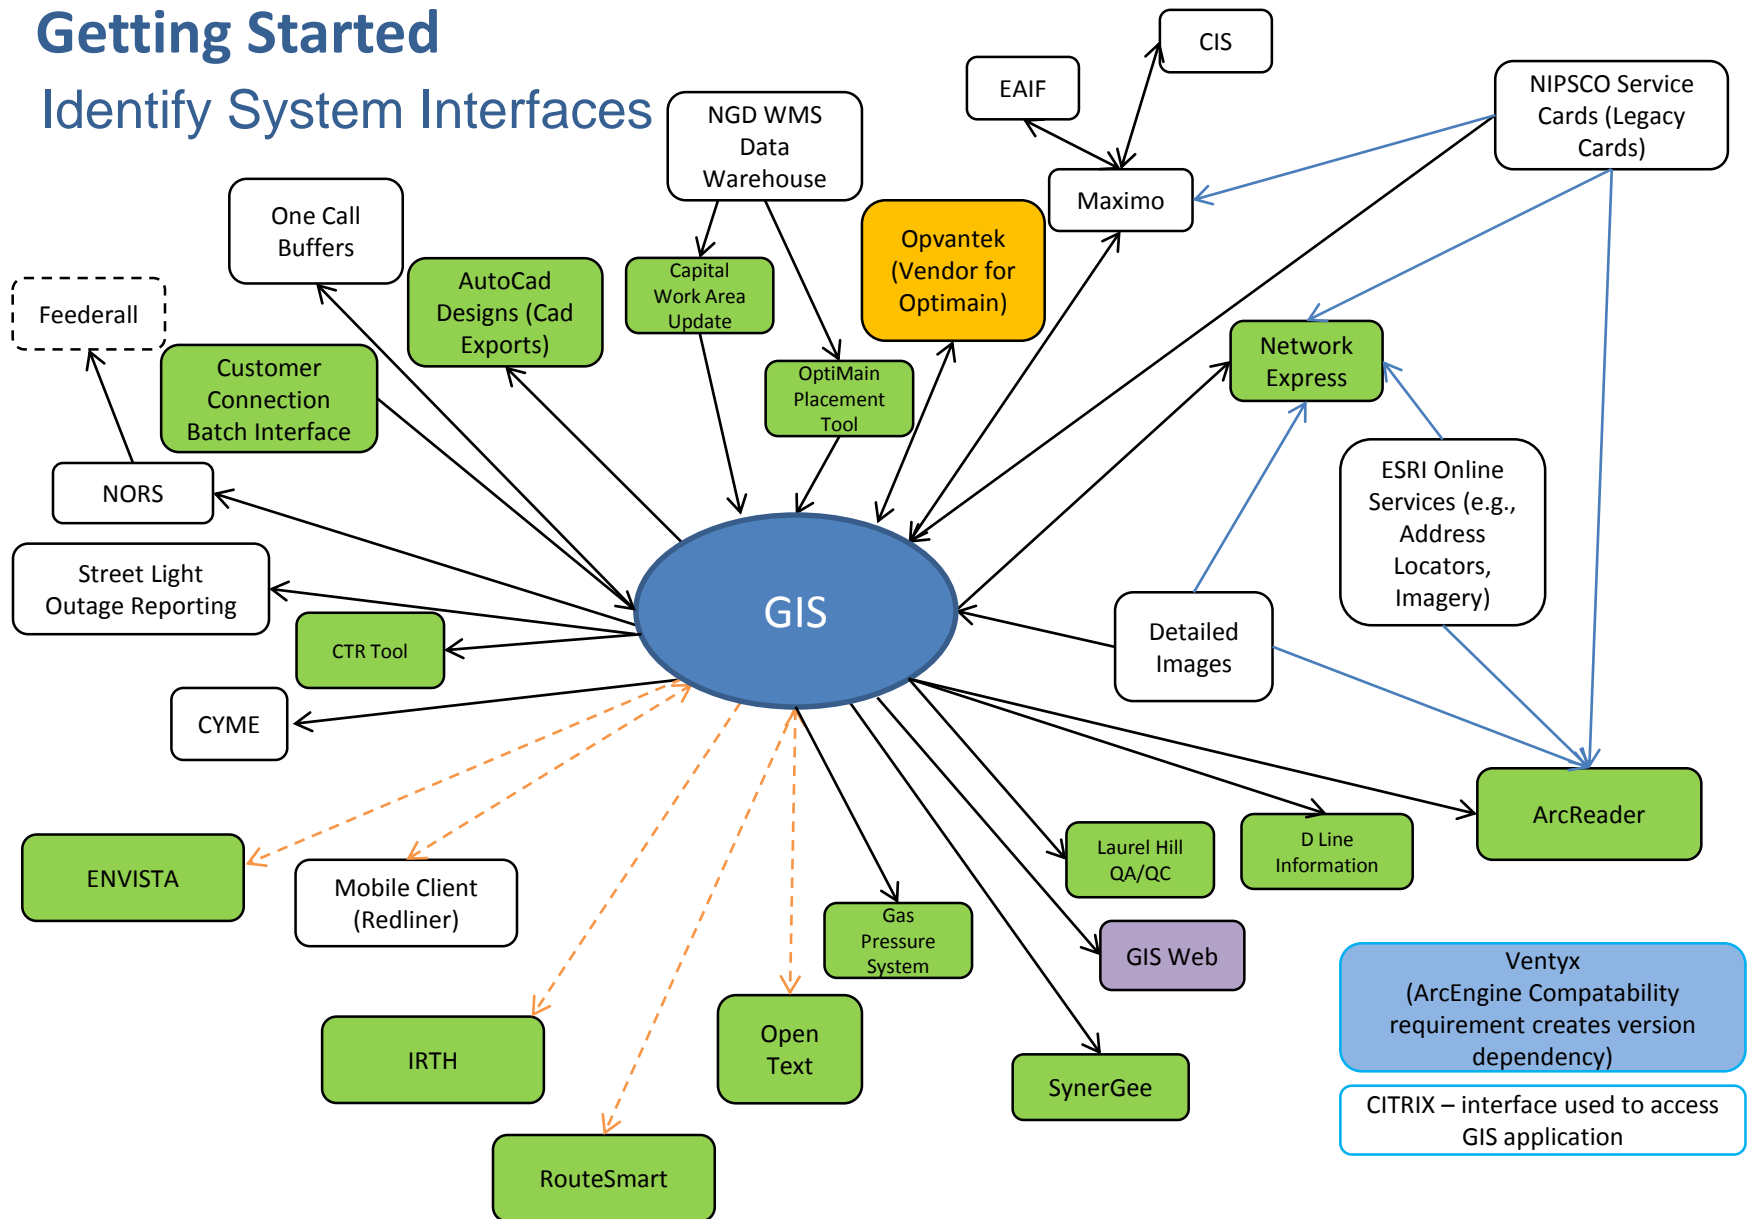 Getting Started
Identify System Interfaces
CIS
EAIF
NIPSCO Service
Cards (Legacy
Cards)
NGD WMS
Data
Warehouse
Maximo
One Call
Buffers
Opvantek
(Vendor for
Optimain)
AutoCad
Designs (Cad
Exports)
Capital
Work Area
Update
Feederall
Customer
Connection
Batch Interface
OptiMain
Placement
Tool
Network
Express
NORS
ESRI Online
Services (e.g.,
Address
Locators,
Imagery)
Street Light
Outage Reporting
GIS
Detailed
Images
CTR Tool
CYME
ArcReader
D Line
Information
Laurel Hill
QA/QC
ENVISTA
Mobile Client
(Redliner)
Gas
Pressure
System
GIS Web
Ventyx
(ArcEngine Compatability
requirement creates version
dependency)
Open
Text
IRTH
SynerGee
CITRIX – interface used to access
GIS application
RouteSmart